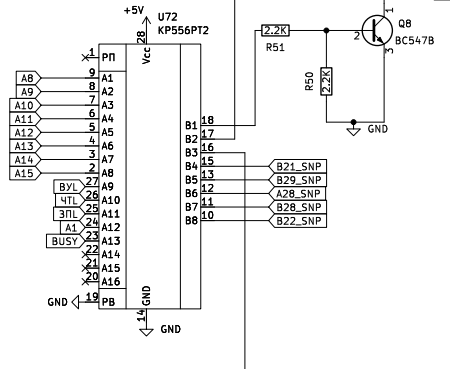 +5V
U72
КР556РТ2
28
Vcc
1 РП
A8 9 A1
A9 8 A2
A10 7 A3
A11 6 A4
A12 5 A5
A13 4 A6
A14 3 A7
A15 2 A8
ВУL 27 A9
ЧТL 26 A10
ЗПL 25 A11
A1 24 A12
BUSY 23 A13
22 A14
21 A15
20 A16
GND 19 РВ
GND
14
GND
B1 18
B2 17
B3 16
B4 15 B21_SNP
B5 13 B29_SNP
B6 12 A28_SNP
B7 11 B28_SNP
B8 10 B22_SNP
2.2K
R51
R50
2.2K
1
Q8
2
BC547B
3
GND